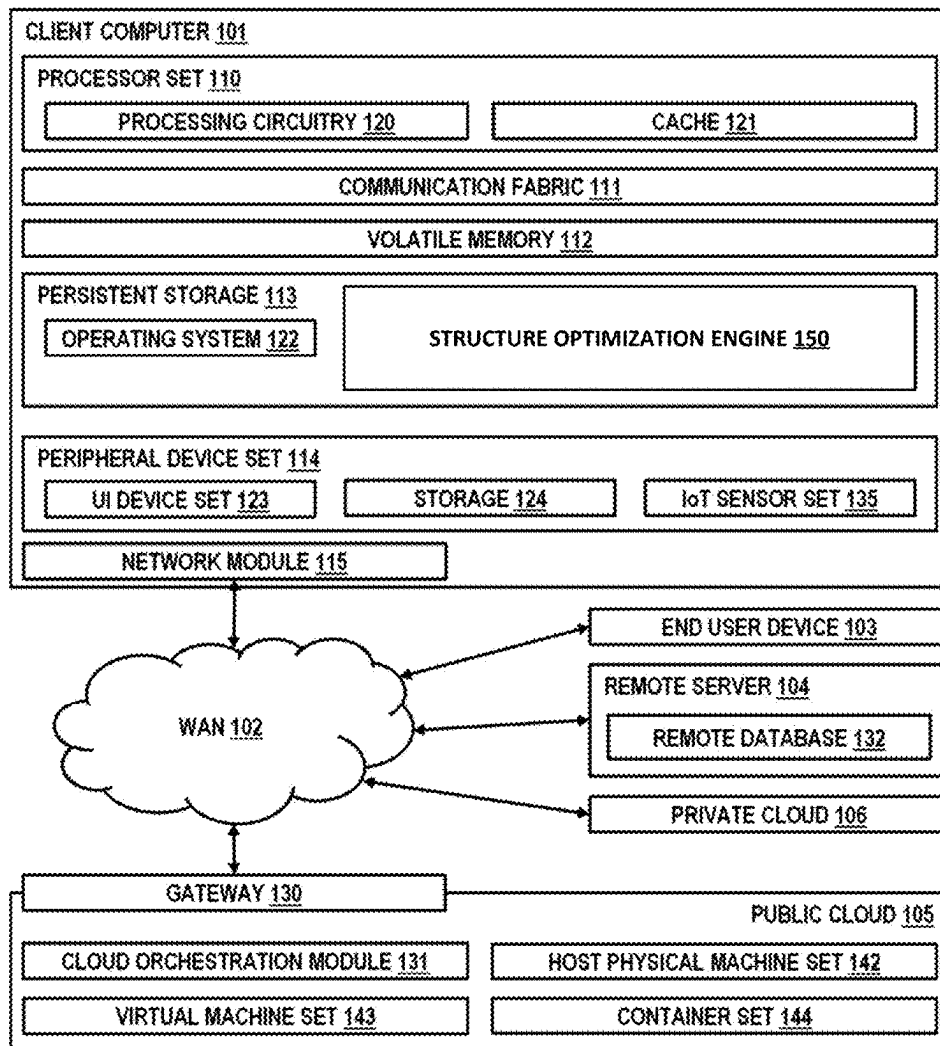 CLIENT COMPUTER 101
PROCESSOR SET 110
PROCESSING CIRCUITRY 120
CACHE 121
COMMUNICATION FABRIC 111
VOLATILE MEMORY 112
PERSISTENT STORAGE 113
OPERATING SYSTEM 122
STRUCTURE OPTIMIZATION ENGINE 150
PERIPHERAL DEVICE SET 114
UI DEVICE SET 123
STORAGE 124
IoT SENSOR SET 135
NETWORK MODULE 115
END USER DEVICE 103
REMOTE SERVER 104
WAN 102
REMOTE DATABASE 132
PRIVATE CLOUD 106
GATEWAY 130
PUBLIC CLOUD 105
CLOUD ORCHESTRATION MODULE 131
HOST PHYSICAL MACHINE SET 142
VIRTUAL MACHINE SET 143
CONTAINER SET 144